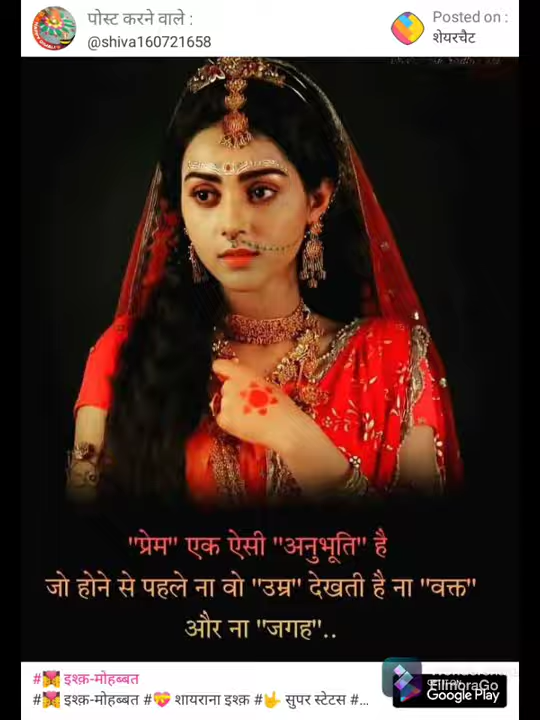 पोस्ट करने वाले :
@shiva160721658
Posted on :
शेयरचैट
"प्रेम" एक ऐसी "अनुभूति" है
जो होने से पहले ना वो "उम्र" देखती है ना "वक्त"
और ना "जगह"..
# इश्क़-मोहब्बत
# इश्क़-मोहब्बत # शायराना इश्क़ # सुपर स्टेटस #...
FilmoraGo
Google Play